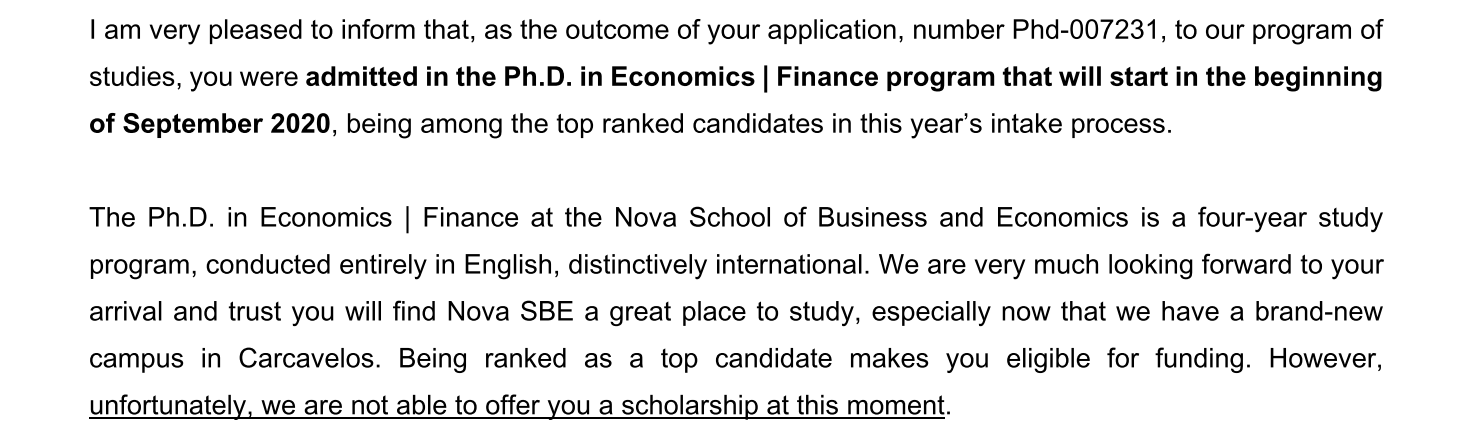 I am very pleased to inform that, as the outcome of your application, number Phd-007231, to our program of
studies, you were admitted in the Ph.D. in Economics | Finance program that will start in the beginning
of September 2020, being among the top ranked candidates in this year’s intake process.
The Ph.D. in Economics | Finance at the Nova School of Business and Economics is a four-year study
program, conducted entirely in English, distinctively international. We are very much looking forward to your
arrival and trust you will find Nova SBE a great place to study, especially now that we have a brand-new
campus in Carcavelos. Being ranked as a top candidate makes you eligible for funding. However,
unfortunately, we are not able to offer you a scholarship at this moment.